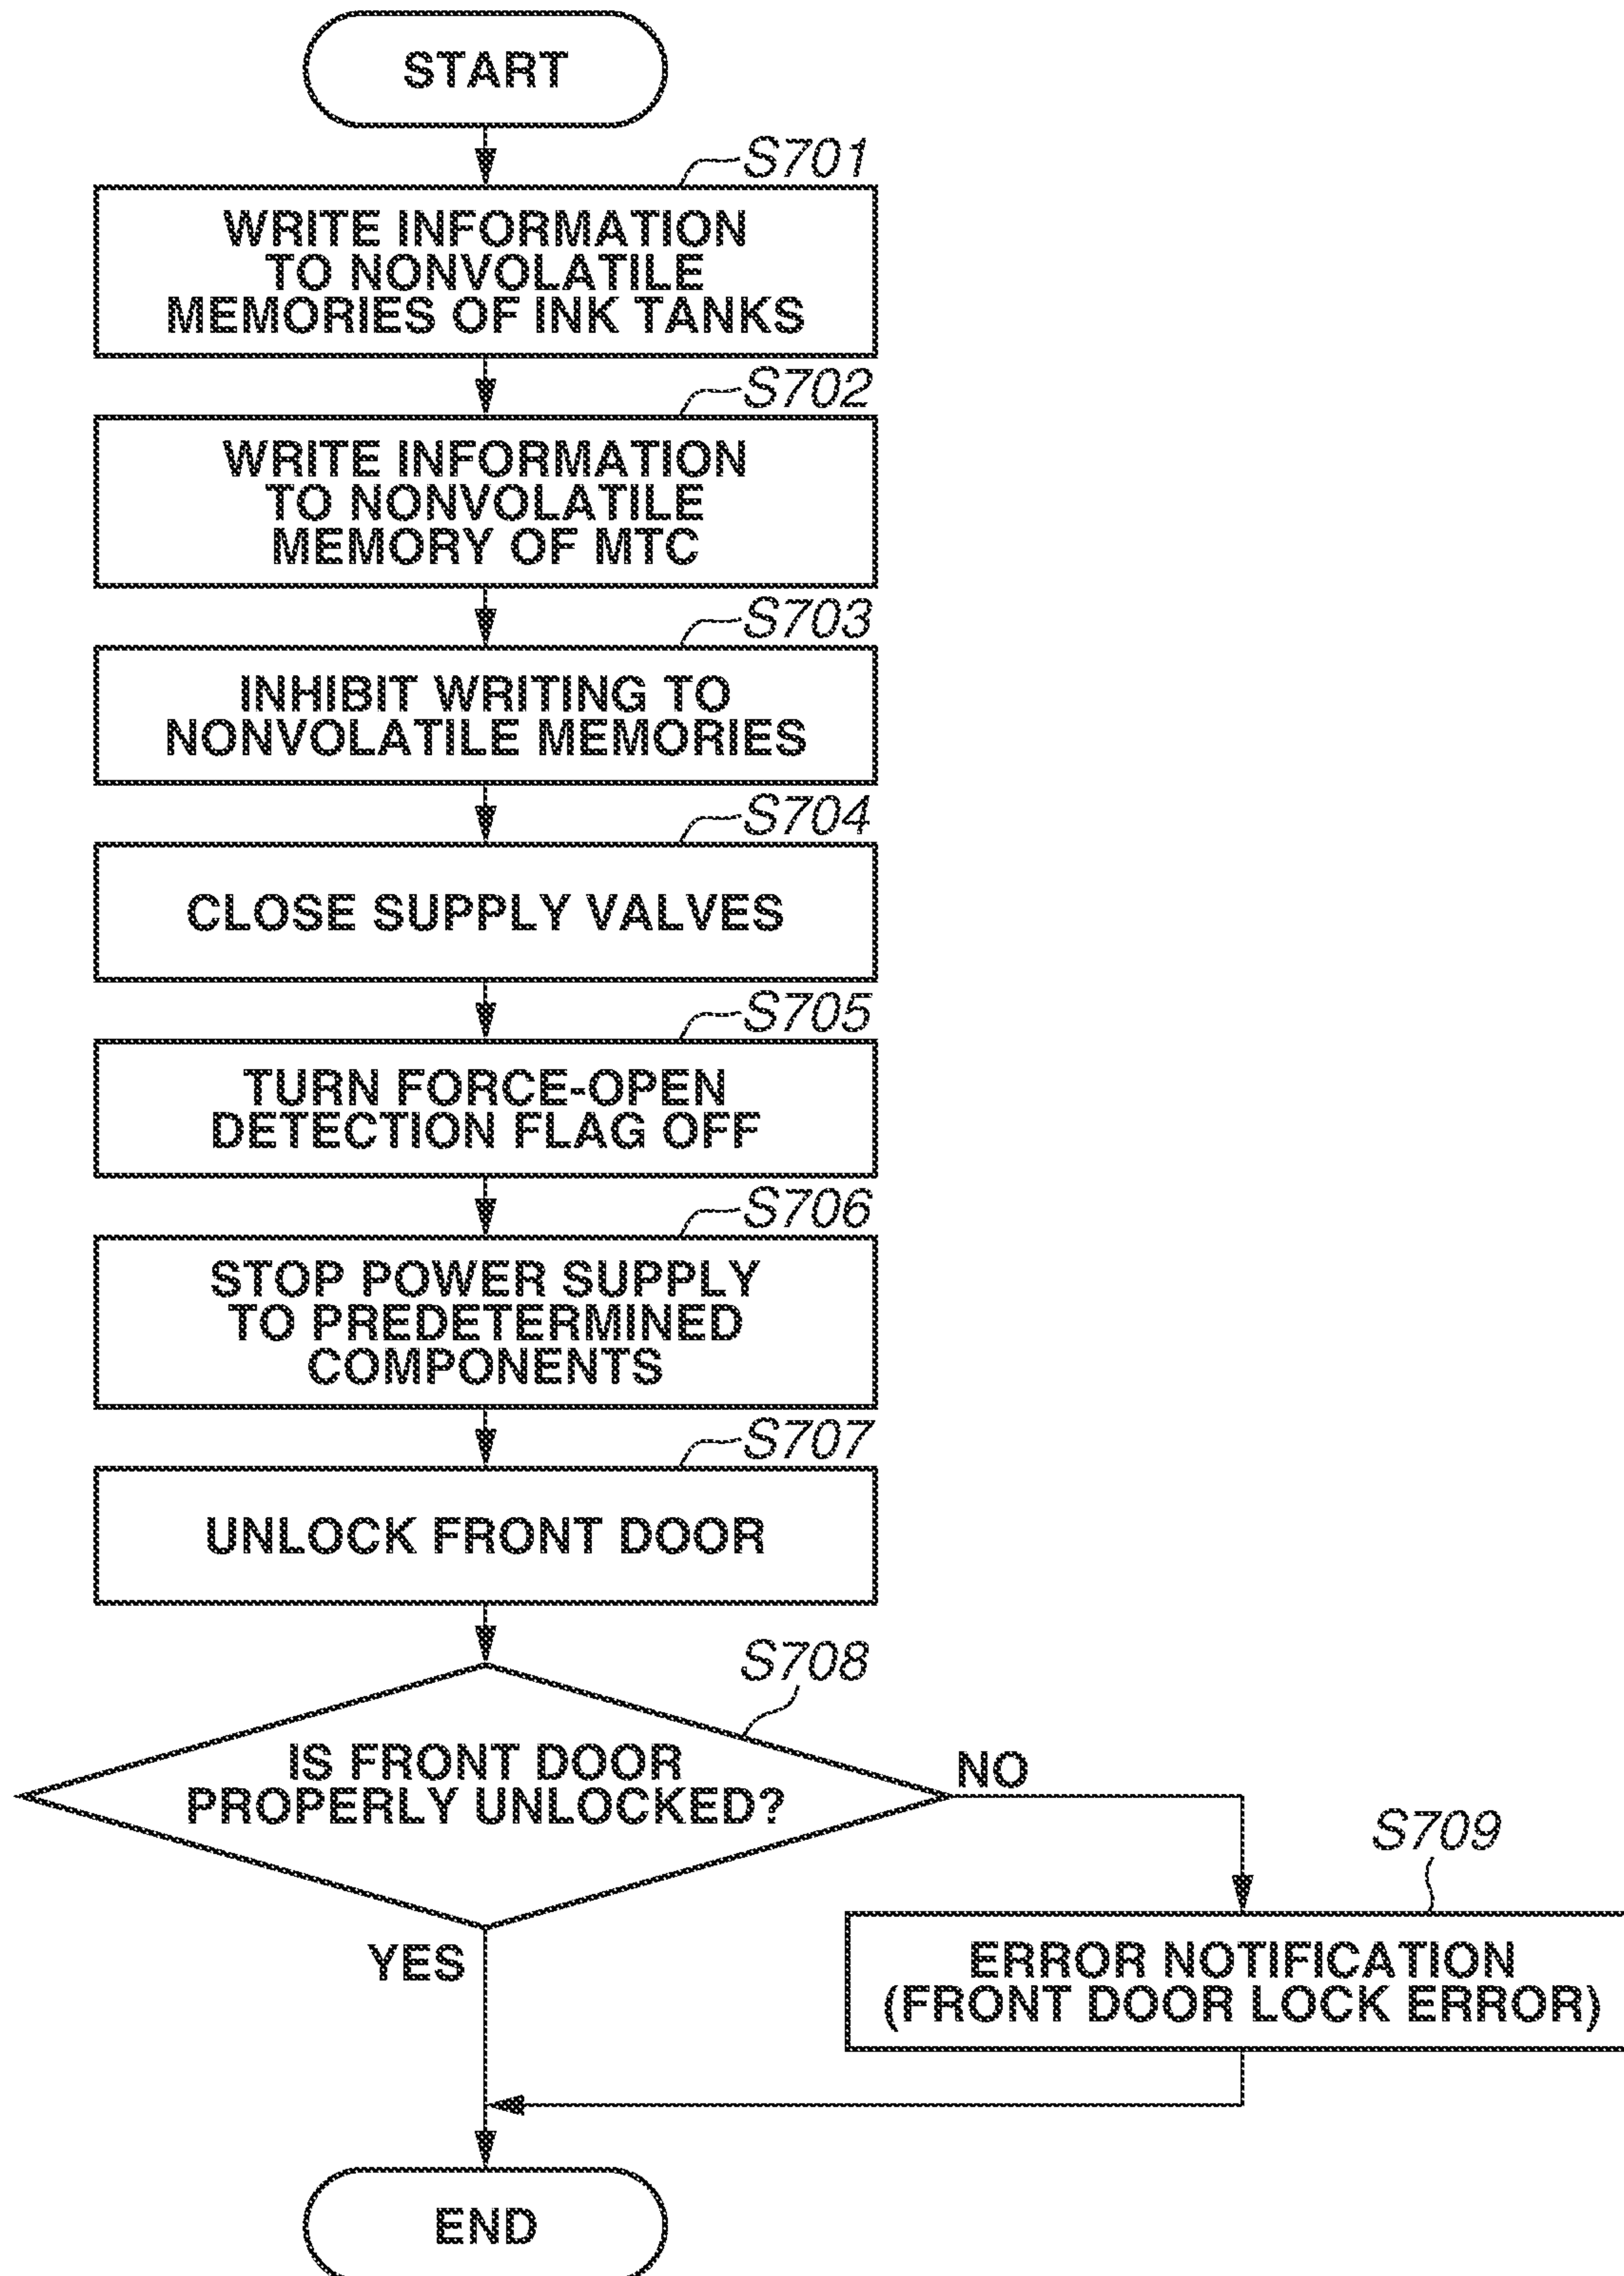 START
S701
WRITE INFORMATION
TO NONVOLATILE
MEMORIES OF INK TANKS
S702
WRITE INFORMATION
TO NONVOLATILE
MEMORY OF MTC
S703
INHIBIT WRITING TO
NONVOLATILE MEMORIES
S704
CLOSE SUPPLY VALVES
S705
TURN FORCE-OPEN
DETECTION FLAG OFF
S706
STOP POWER SUPPLY
TO PREDETERMINED
COMPONENTS
S707
UNLOCK FRONT DOOR
S708
IS FRONT DOOR
PROPERLY UNLOCKED?
NO
S709
ERROR NOTIFICATION
(FRONT DOOR LOCK ERROR)
YES
END